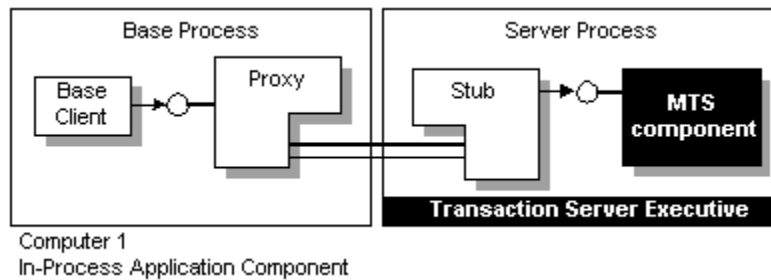 Base Process
Server Process
Base
Client
Proxy
Stub
MTS
component
Transaction Server Executive
Computer 1
In-Process Application Component